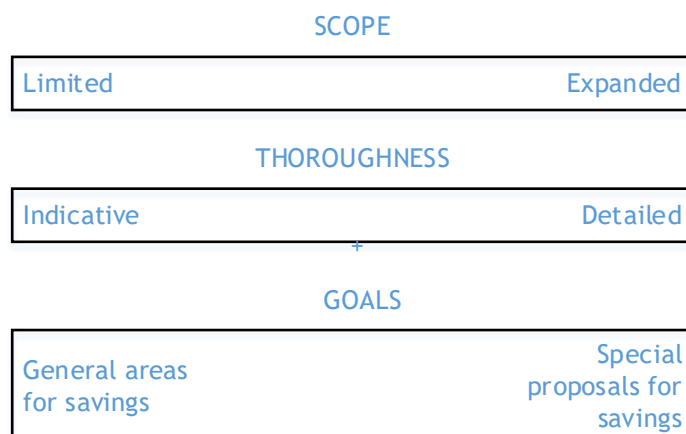 SCOPE
Limited Expanded
THOROUGHNESS
Indicative Detailed
+
GOALS
General areas
for savings
Special
proposals for
savings